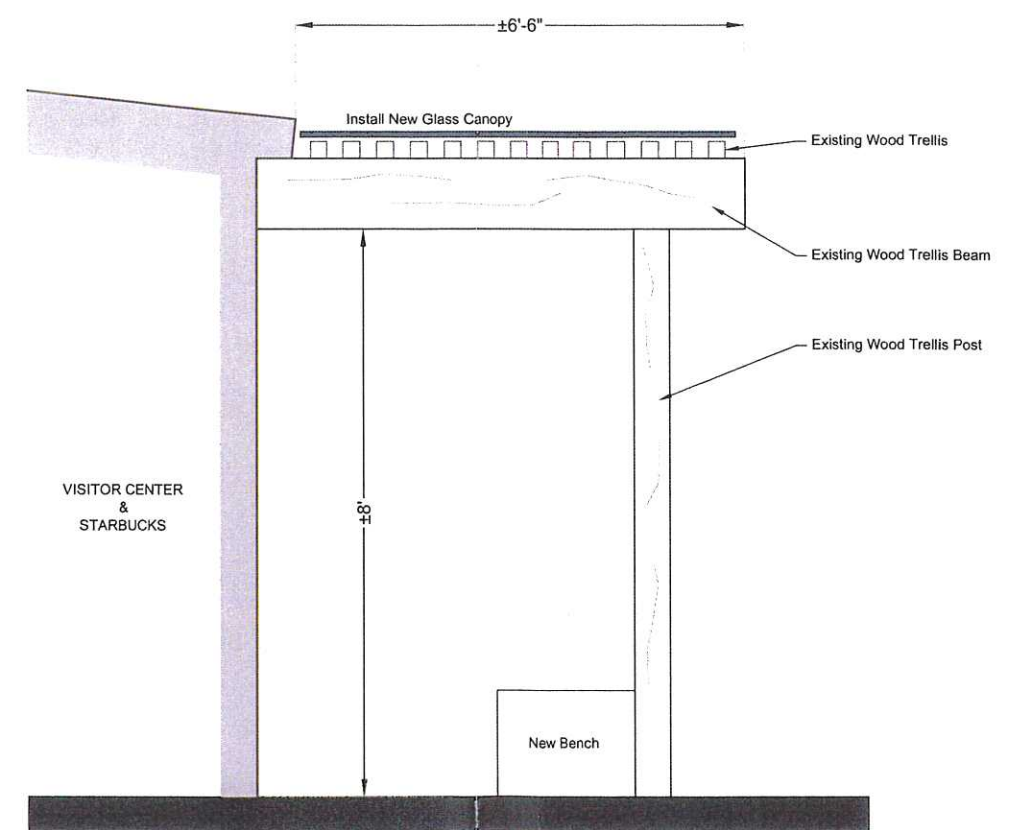 ±6'-6"
Install New Glass Canopy
Existing Wood Trellis
Existing Wood Trellis Beam
Existing Wood Trellis Post
±8'
VISITOR CENTER
&
STARBUCKS
New Bench